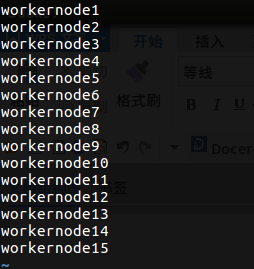 workernode1
workernode2
workernode3
开始 插入
workernode4
等线
workernode5
workernode6
格式刷
B I U
workernode7
workernode8
workernode9
Docer
workernode10
workernode11
workernode12
workernode13
workernode14
workernode15
~